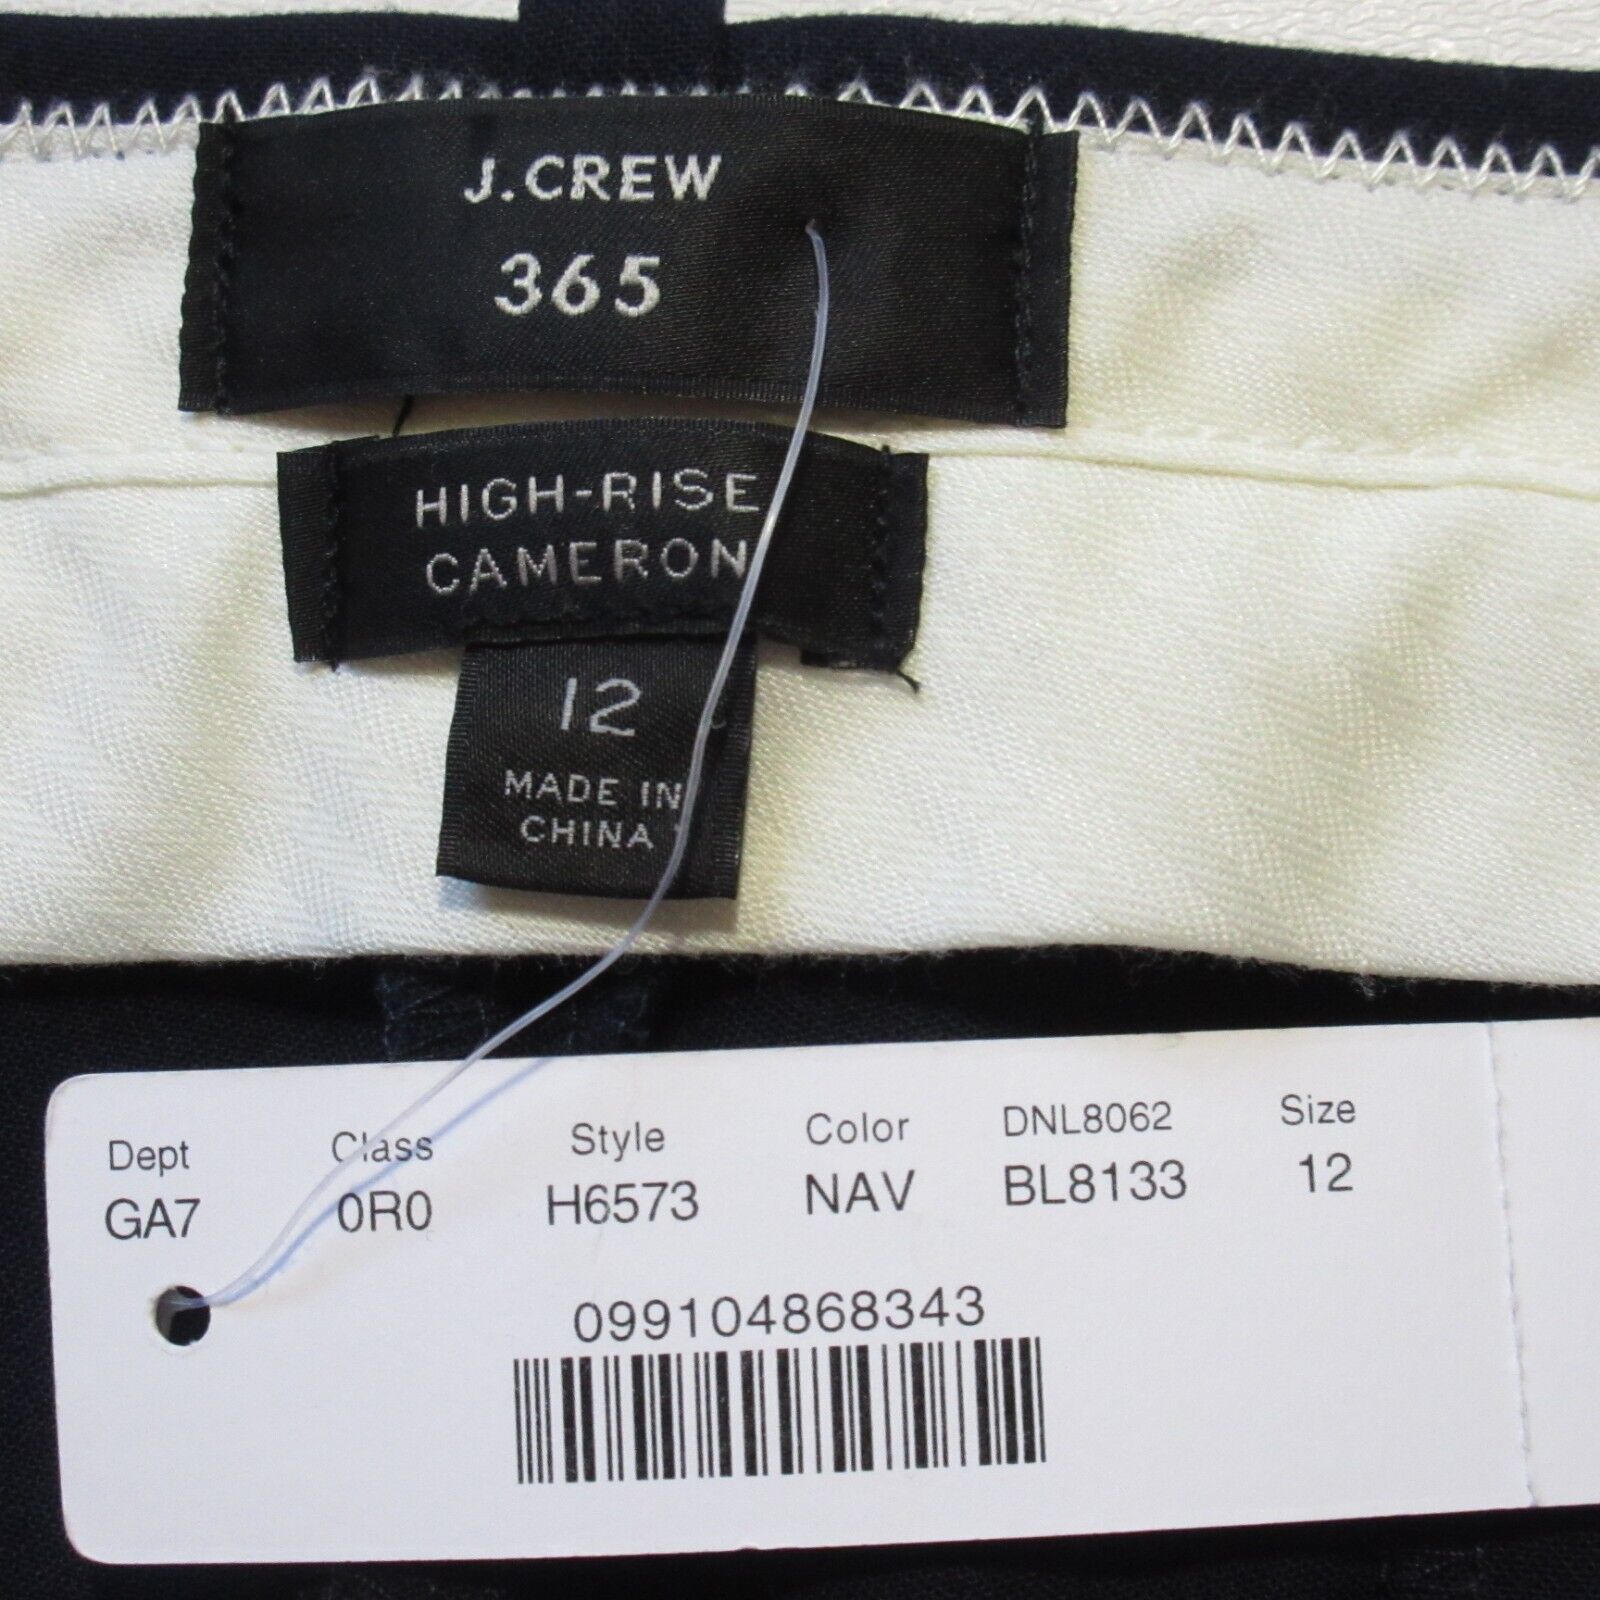 J.CREW
365
HIGH-RISE
CAMERON
12
MADE IN
CHINA
Dept Class Style Color DNL8062 Size
GA7 0R0 H6573 NAV BL8133 12
099104868343